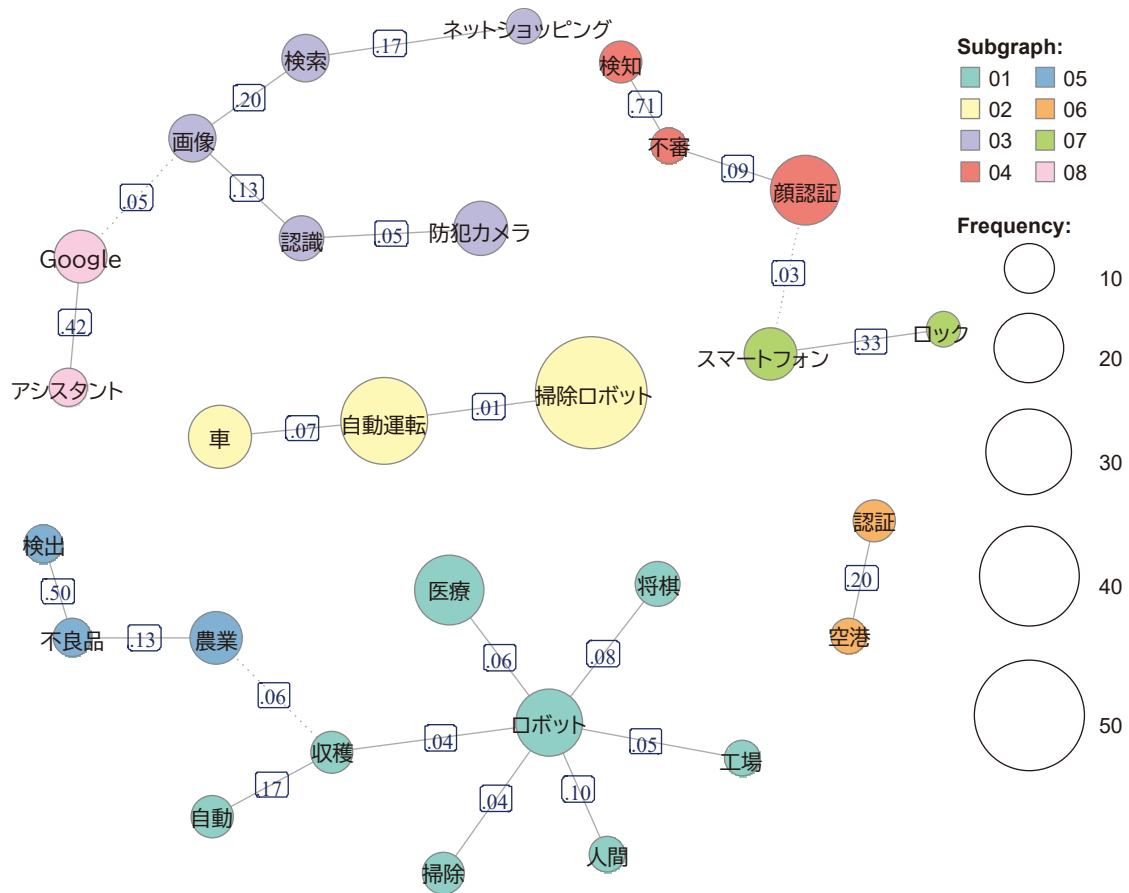 ネットショッピング
.17
検索
検知
Subgraph:
01 05
02 06
03 07
04 08
.20
.71
画像
不審
.09
.13
顔認証
.05
認識
.05
防犯カメラ
Frequency:
Google
10
.03
.42
.33
ロック
スマートフォン
20
アシスタント
掃除ロボット
.01
自動運転
.07
車
30
認証
検出
.50
.20
医療
将棋
40
不良品
.13
農業
空港
.06
.08
.06
ロボット
50
.04
.05
収穫
工場
.17
.04
.10
自動
人間
掃除